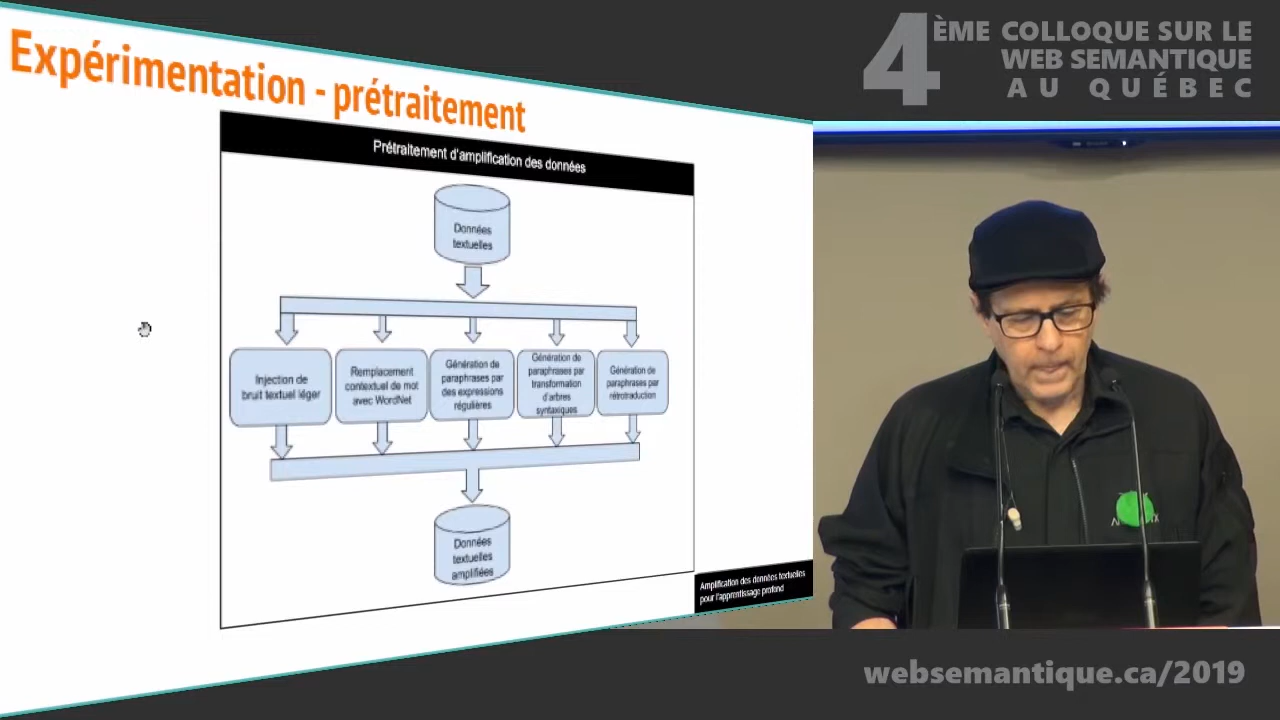 Expérimentation - prétraitement
Prétraitement d'amplification des données
Données
textuelles
Injection de
bruit textuel léger
Remplacement
contextuel de mot
avec WordNet
Génération de
paraphrases par
des expressions
régulières
Génération de
paraphrases par
transformation
d'arbres
syntaxiques
Génération de
paraphrases par
rétrotraduction
Données
textuelles
amplifiées
Amplification des données textuelles
pour l'apprentissage profond
4ÈME COLLOQUE SUR LE
WEB SEMANTIQUE
AU QUÉBEC
websemantique.ca/2019